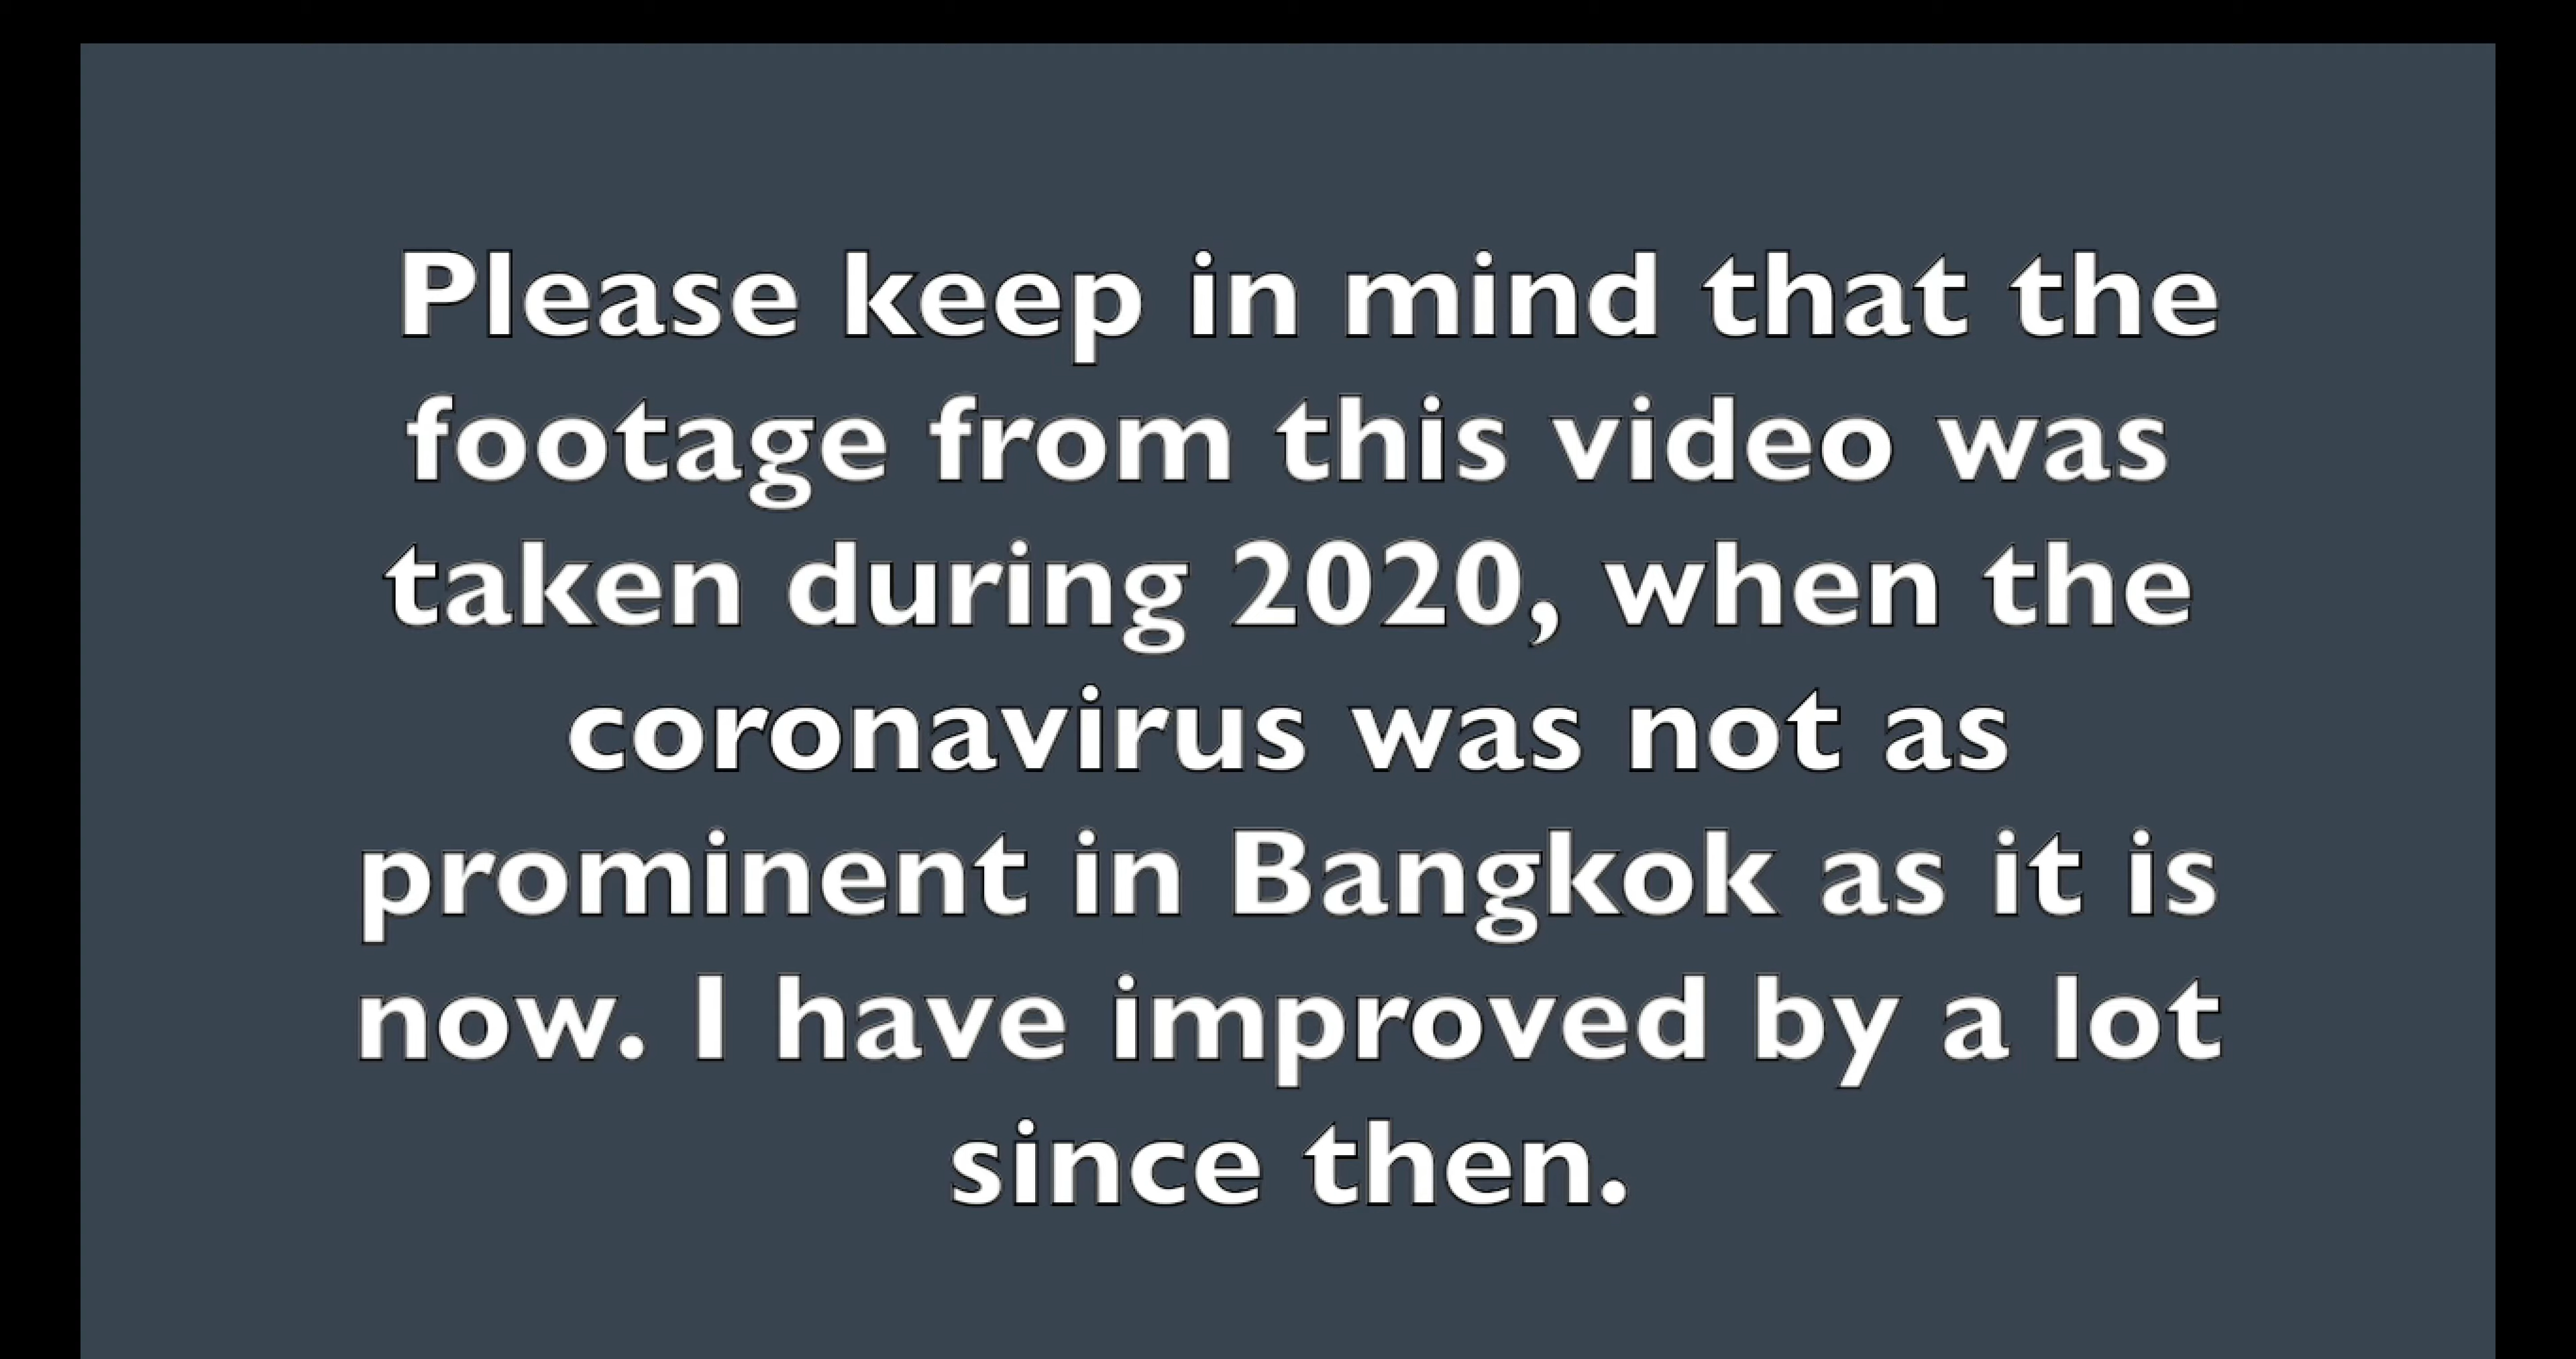 Please keep in mind that the
footage from this video was
taken during 2020, when the
coronavirus was not as
prominent in Bangkok as it is
now. I have improved by a lot
since then.